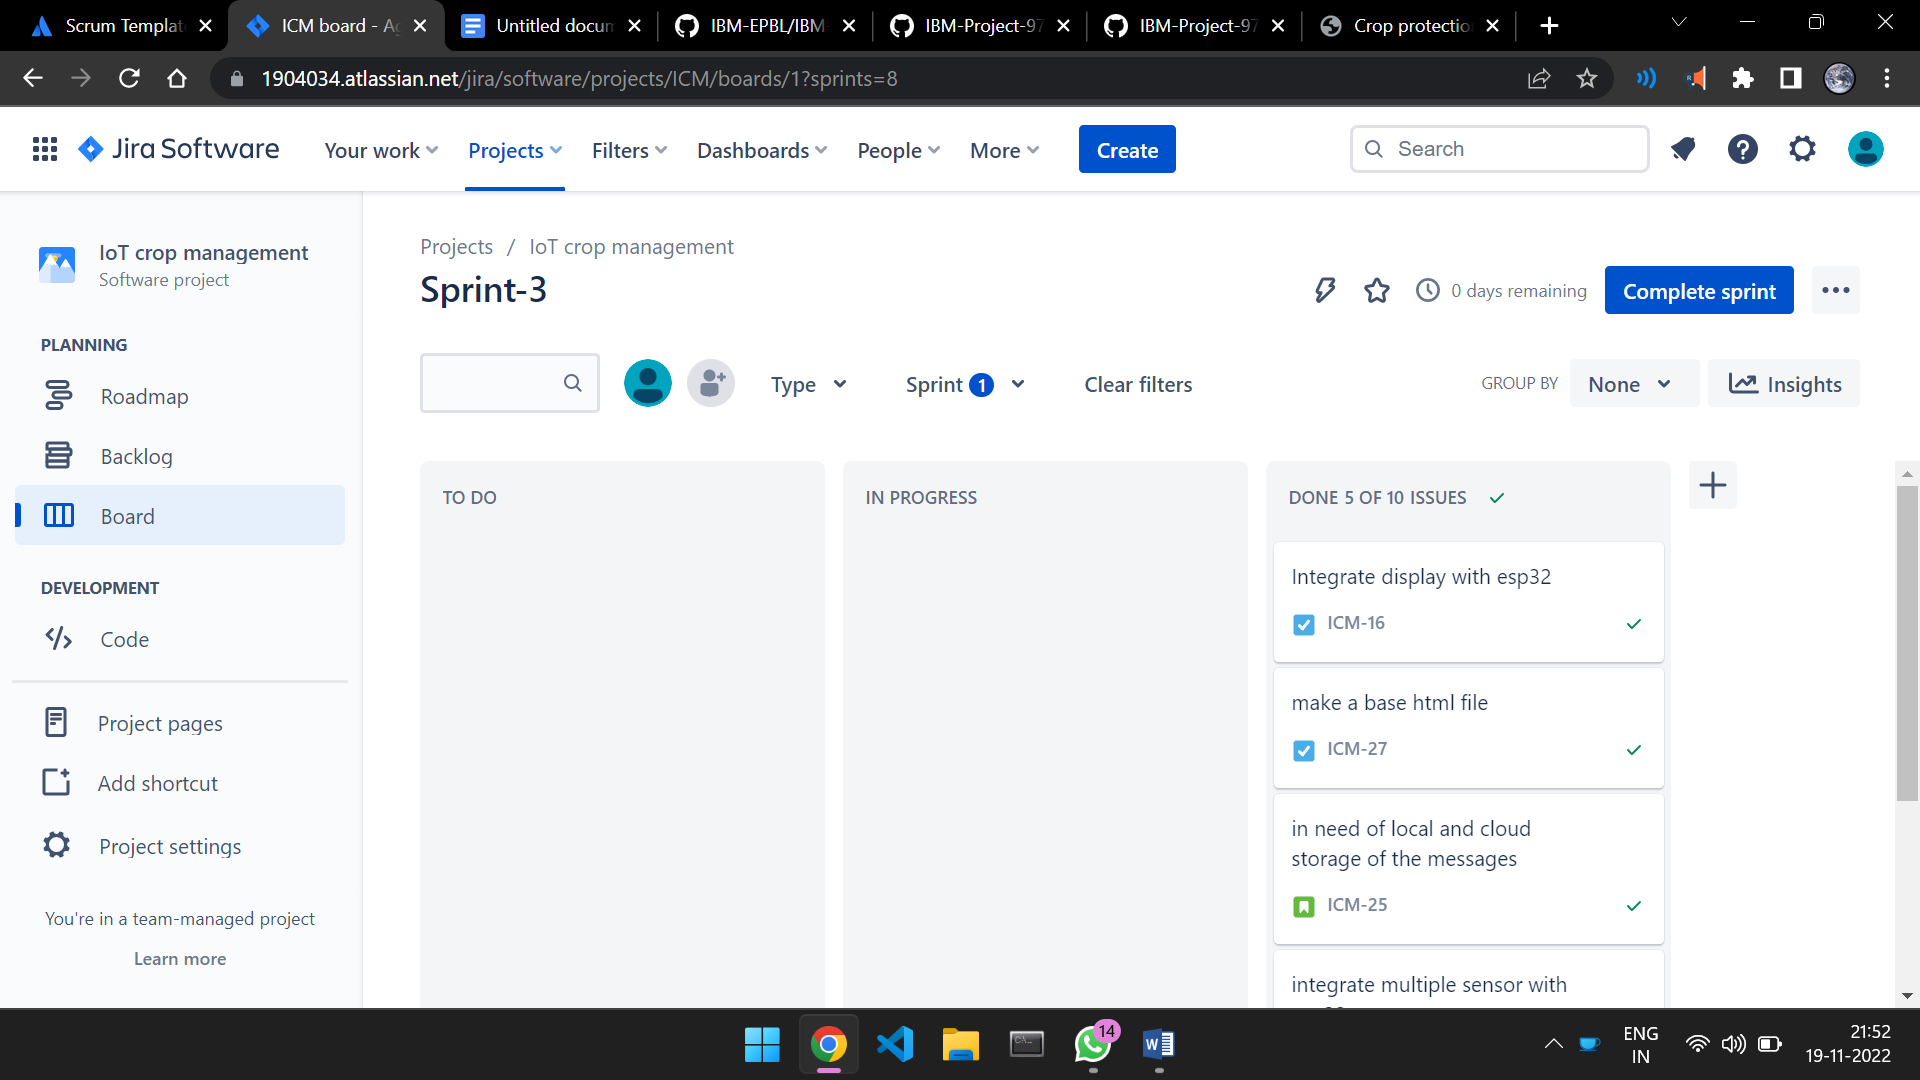 Scrum Templat
ICM board - Ag
Untitled docum
IBM-EPBL/IBM-
IBM-Project-97
IBM-Project-97
Crop protectio
1904034.atlassian.net/jira/software/projects/ICM/boards/1?sprints=8
Jira Software
Your work
Projects
Filters
Dashboards
People
More
Create
Search
IoT crop management
Software project
PLANNING
Roadmap
Backlog
Board
DEVELOPMENT
Code
Project pages
Add shortcut
Project settings
You're in a team-managed project
Learn more
Projects / IoT crop management
Sprint-3
0 days remaining
Complete sprint
Type
Sprint 1
Clear filters
GROUP BY
None
Insights
TO DO
IN PROGRESS
DONE 5 OF 10 ISSUES
Integrate display with esp32
ICM-16
make a base html file
ICM-27
in need of local and cloud
storage of the messages
ICM-25
integrate multiple sensor with
14
ENG
IN
21:52
19-11-2022